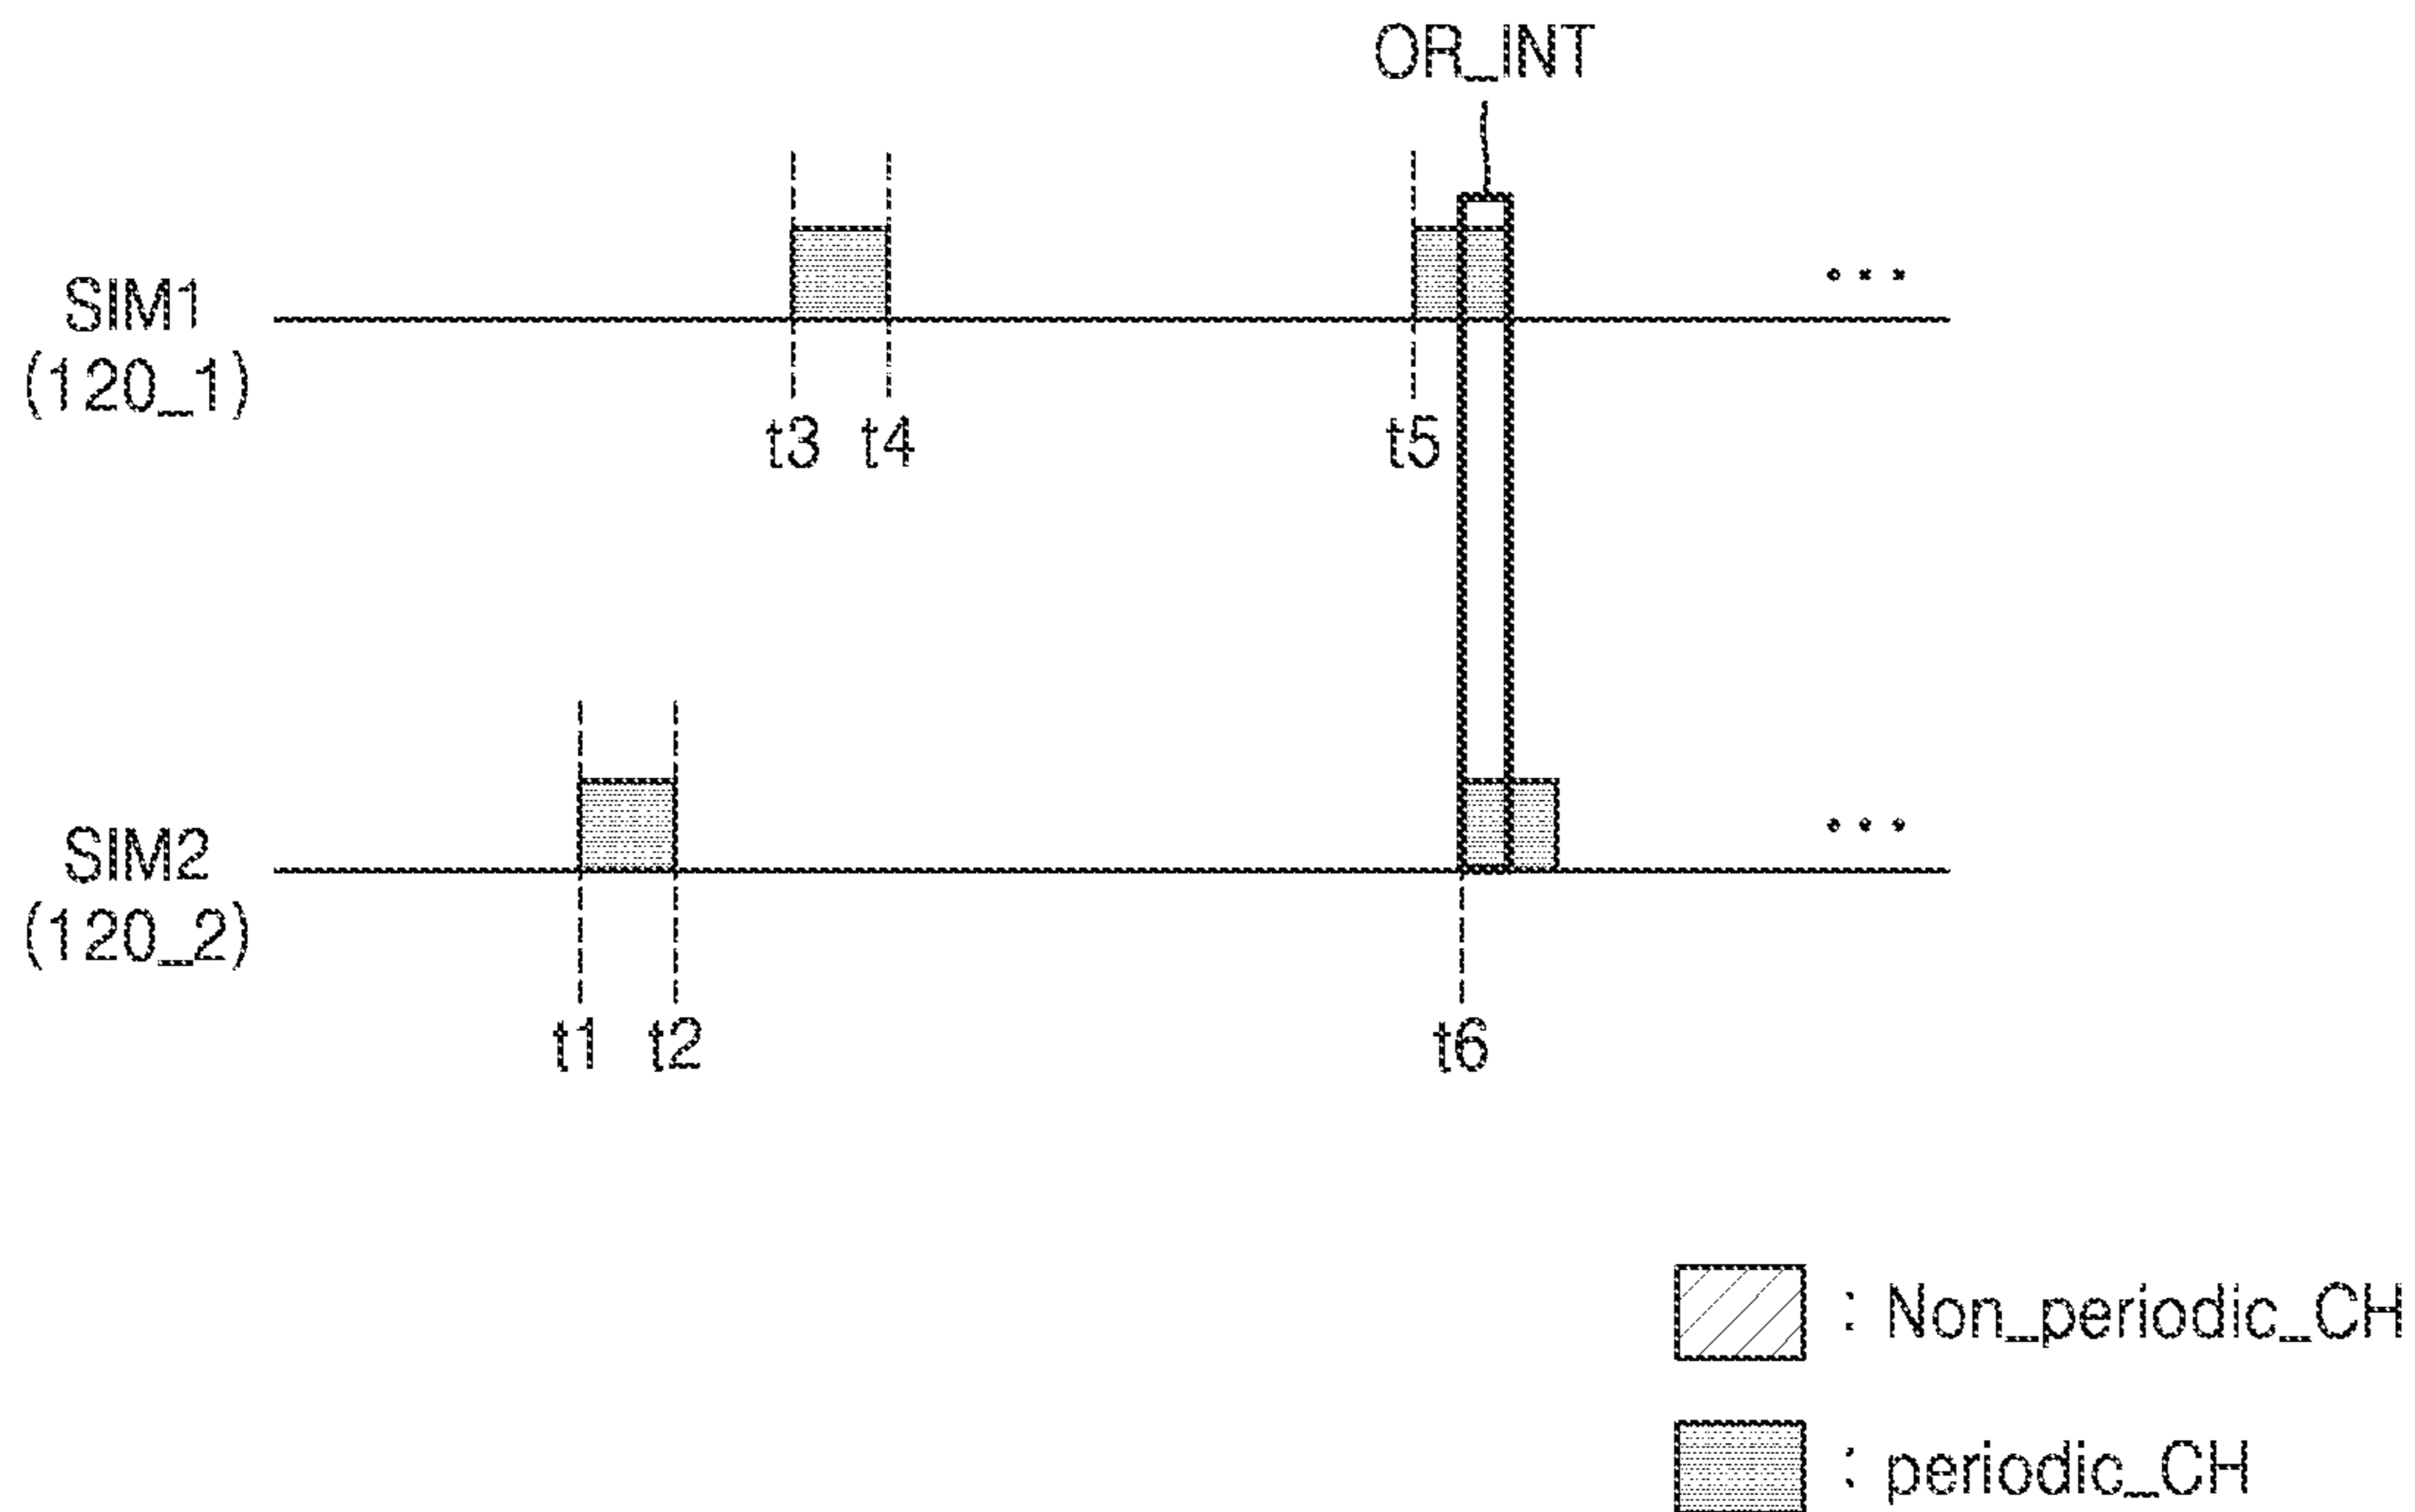 OR_INT
SIM1
(120_1)
t3 t4 t5
...
SIM2
(120_2)
t1 t2 t6
...
: Non_periodic_CH
: periodic_CH